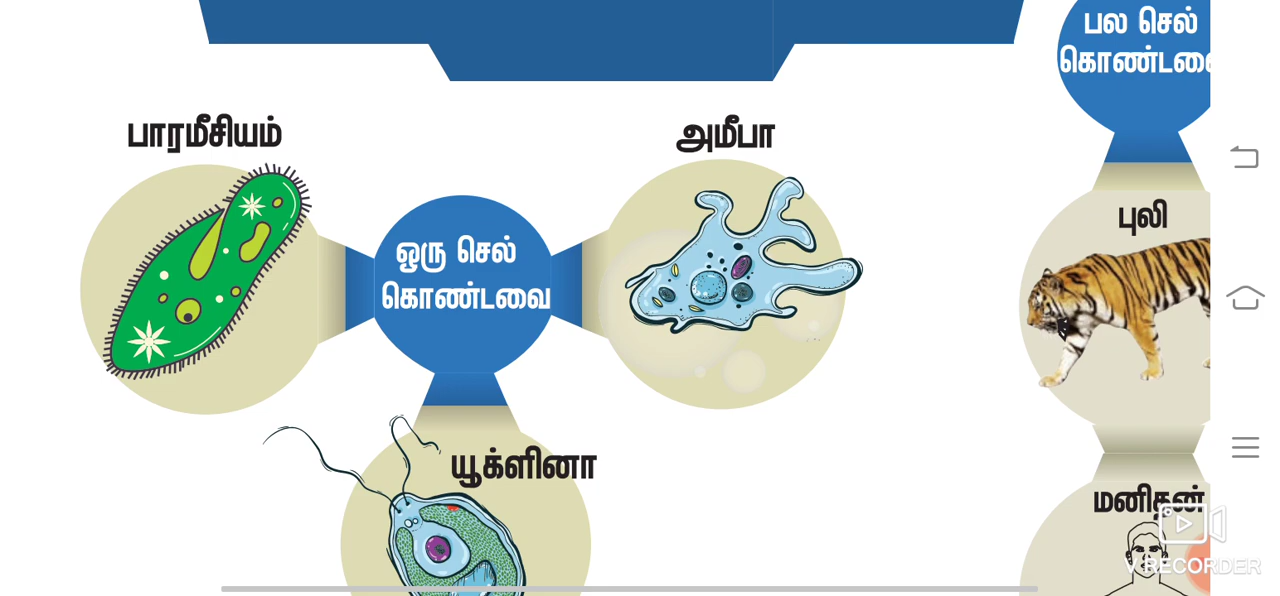 பல செல்
கொண்டவை
பாரமீசியம்
அமீபா
ஒரு செல்
கொண்டவை
புலி
யூக்ளினா
மனிதன்
V RECORDER